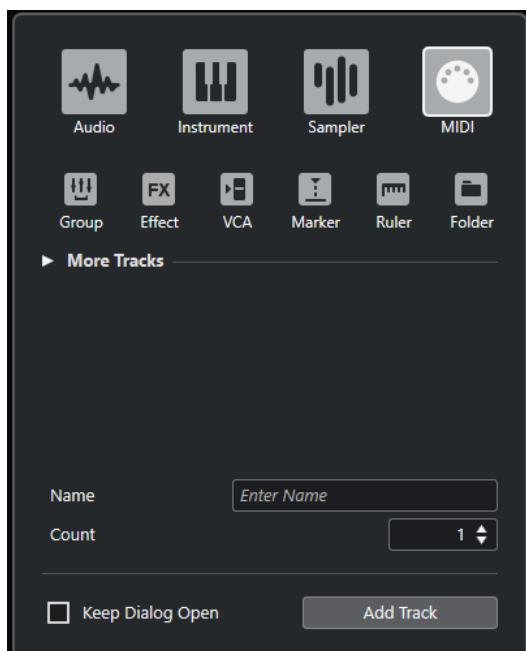 Audio Instrument Sampler MIDI
FX
Group Effect VCA Marker Ruler Folder
More Tracks
Name Enter Name
Count 1
Keep Dialog Open Add Track